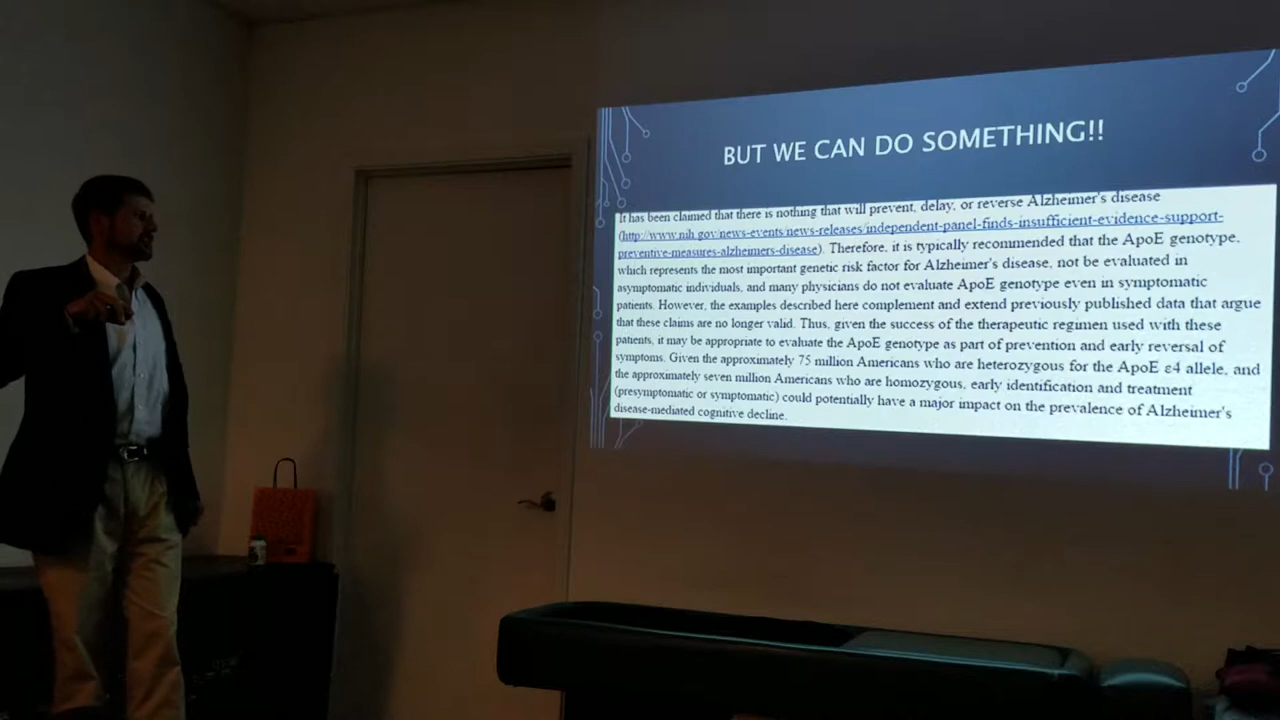 BUT WE CAN DO SOMETHING!!
It has been claimed that there is nothing that will prevent, delay, or reverse Alzheimer's disease
(http://www.nih.gov/news-events/news-releases/independent-panel-finds-insufficient-evidence-support-
preventive-measures-alzheimers-disease). Therefore, it is typically recommended that the ApoE genotype,
which represents the most important genetic risk factor for Alzheimer's disease, not be evaluated in
asymptomatic individuals, and many physicians do not evaluate ApoE genotype even in symptomatic
patients. However, the examples described here complement and extend previously published data that argue
that these claims are no longer valid. Thus, given the success of the therapeutic regimen used with these
patients, it may be appropriate to evaluate the ApoE genotype as part of prevention and early reversal of
symptoms. Given the approximately 75 million Americans who are heterozygous for the ApoE ε4 allele, and
the approximately seven million Americans who are homozygous, early identification and treatment
(presymptomatic or symptomatic) could potentially have a major impact on the prevalence of Alzheimer's
disease-mediated cognitive decline.